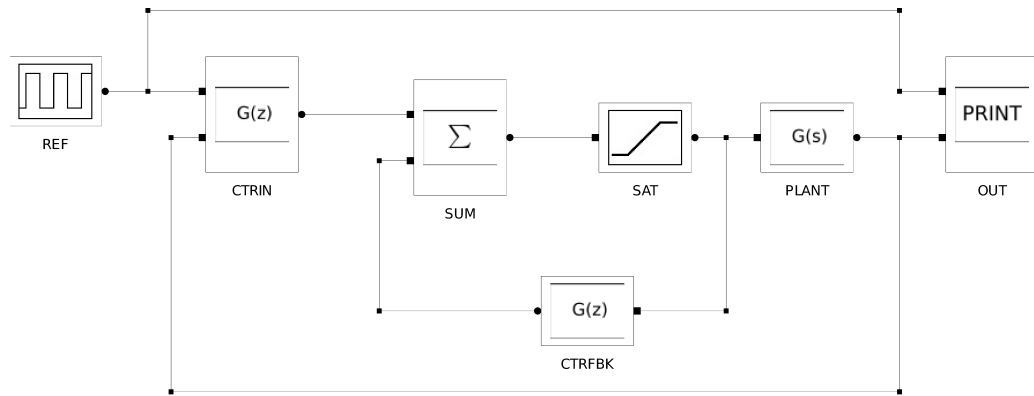 G(z)
PRINT
Σ
G(s)
REF
CTRIN
SUM
SAT
PLANT
OUT
G(z)
CTRFBK